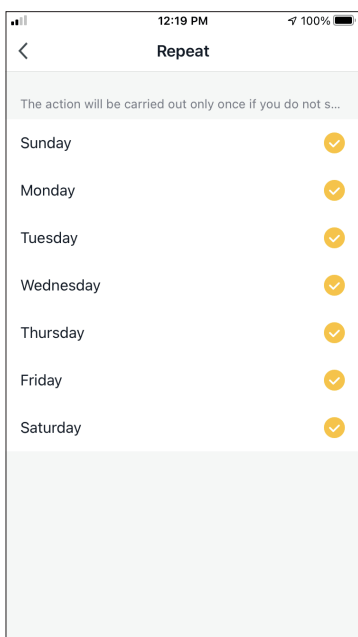 12:19 PM 100%
Repeat
The action will be carried out only once if you do not s...
Sunday
Monday
Tuesday
Wednesday
Thursday
Friday
Saturday